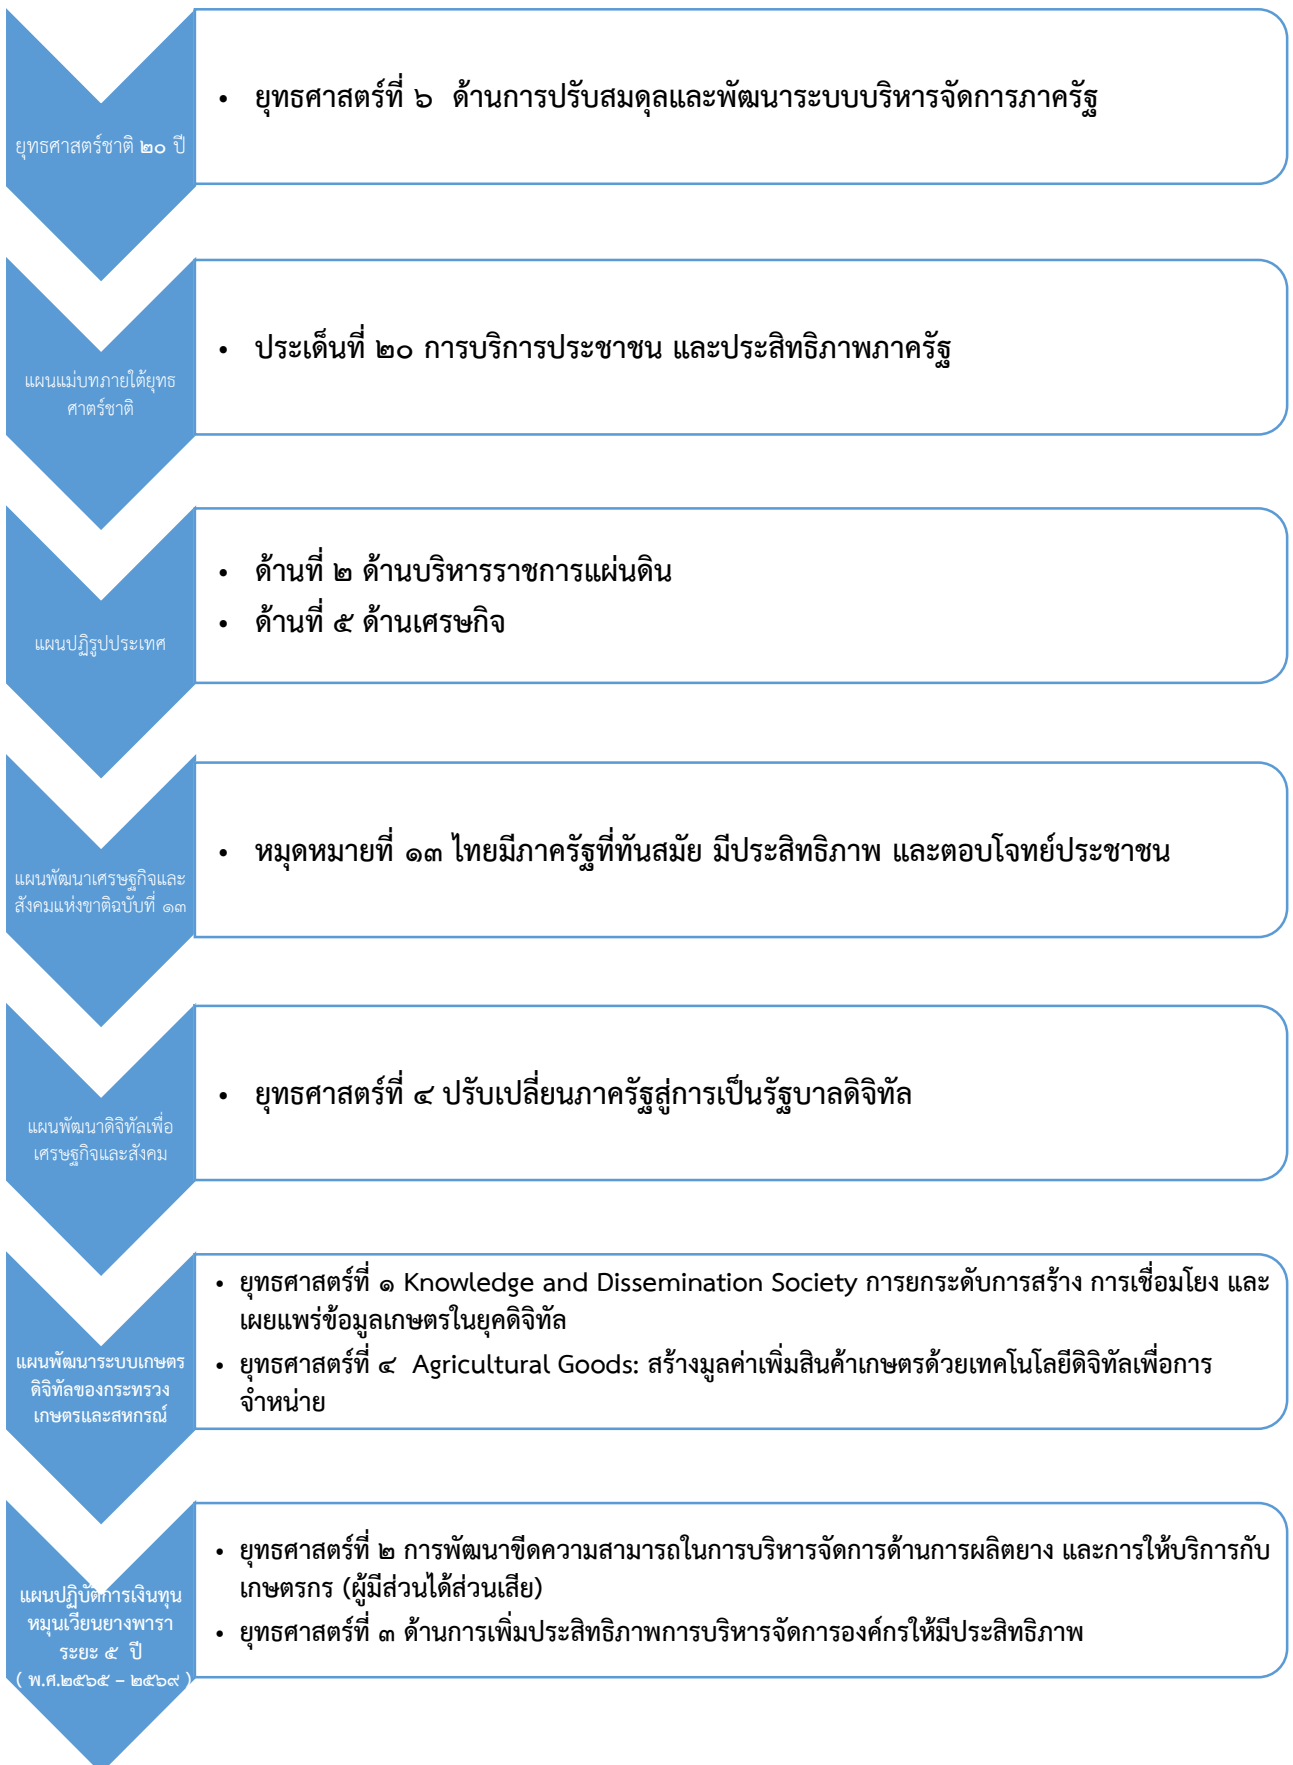 ยุทธศาสตร์ชาติ ๒๐ ปี
• ยุทธศาสตร์ที่ ๖ ด้านการปรับสมดุลและพัฒนาระบบบริหารจัดการภาครัฐ
แผนแม่บทภายใต้ยุทธ
ศาตร์ชาติ
• ประเด็นที่ ๒๐ การบริการประชาชน และประสิทธิภาพภาครัฐ
แผนปฏิรูปประเทศ
• ด้านที่ ๒ ด้านบริหารราชการแผ่นดิน
• ด้านที่ ๕ ด้านเศรษกิจ
แผนพัฒนาเศรษฐกิจและ
สังคมแห่งชาติฉบับที่ ๑๓
• หมุดหมายที่ ๑๓ ไทยมีภาครัฐที่ทันสมัย มีประสิทธิภาพ และตอบโจทย์ประชาชน
แผนพัฒนาดิจิทัลเพื่อ
เศรษฐกิจและสังคม
• ยุทธศาสตร์ที่ ๔ ปรับเปลี่ยนภาครัฐสู่การเป็นรัฐบาลดิจิทัล
แผนพัฒนาระบบเกษตร
ดิจิทัลของกระทรวง
เกษตรและสหกรณ์
• ยุทธศาสตร์ที่ ๑ Knowledge and Dissemination Society การยกระดับการสร้าง การเชื่อมโยง และ
เผยแพร่ข้อมูลเกษตรในยุคดิจิทัล
• ยุทธศาสตร์ที่ ๔ Agricultural Goods: สร้างมูลค่าเพิ่มสินค้าเกษตรด้วยเทคโนโลยีดิจิทัลเพื่อการ
จำหน่าย
แผนปฏิบัติการเงินทุน
หมุนเวียนยางพารา
ระยะ ๕ ปี
( พ.ศ.๒๕๖๕ – ๒๕๖๙ )
• ยุทธศาสตร์ที่ ๒ การพัฒนาขีดความสามารถในการบริหารจัดการด้านการผลิตยาง และการให้บริการกับ
เกษตรกร (ผู้มีส่วนได้ส่วนเสีย)
• ยุทธศาสตร์ที่ ๓ ด้านการเพิ่มประสิทธิภาพการบริหารจัดการองค์กรให้มีประสิทธิภาพ